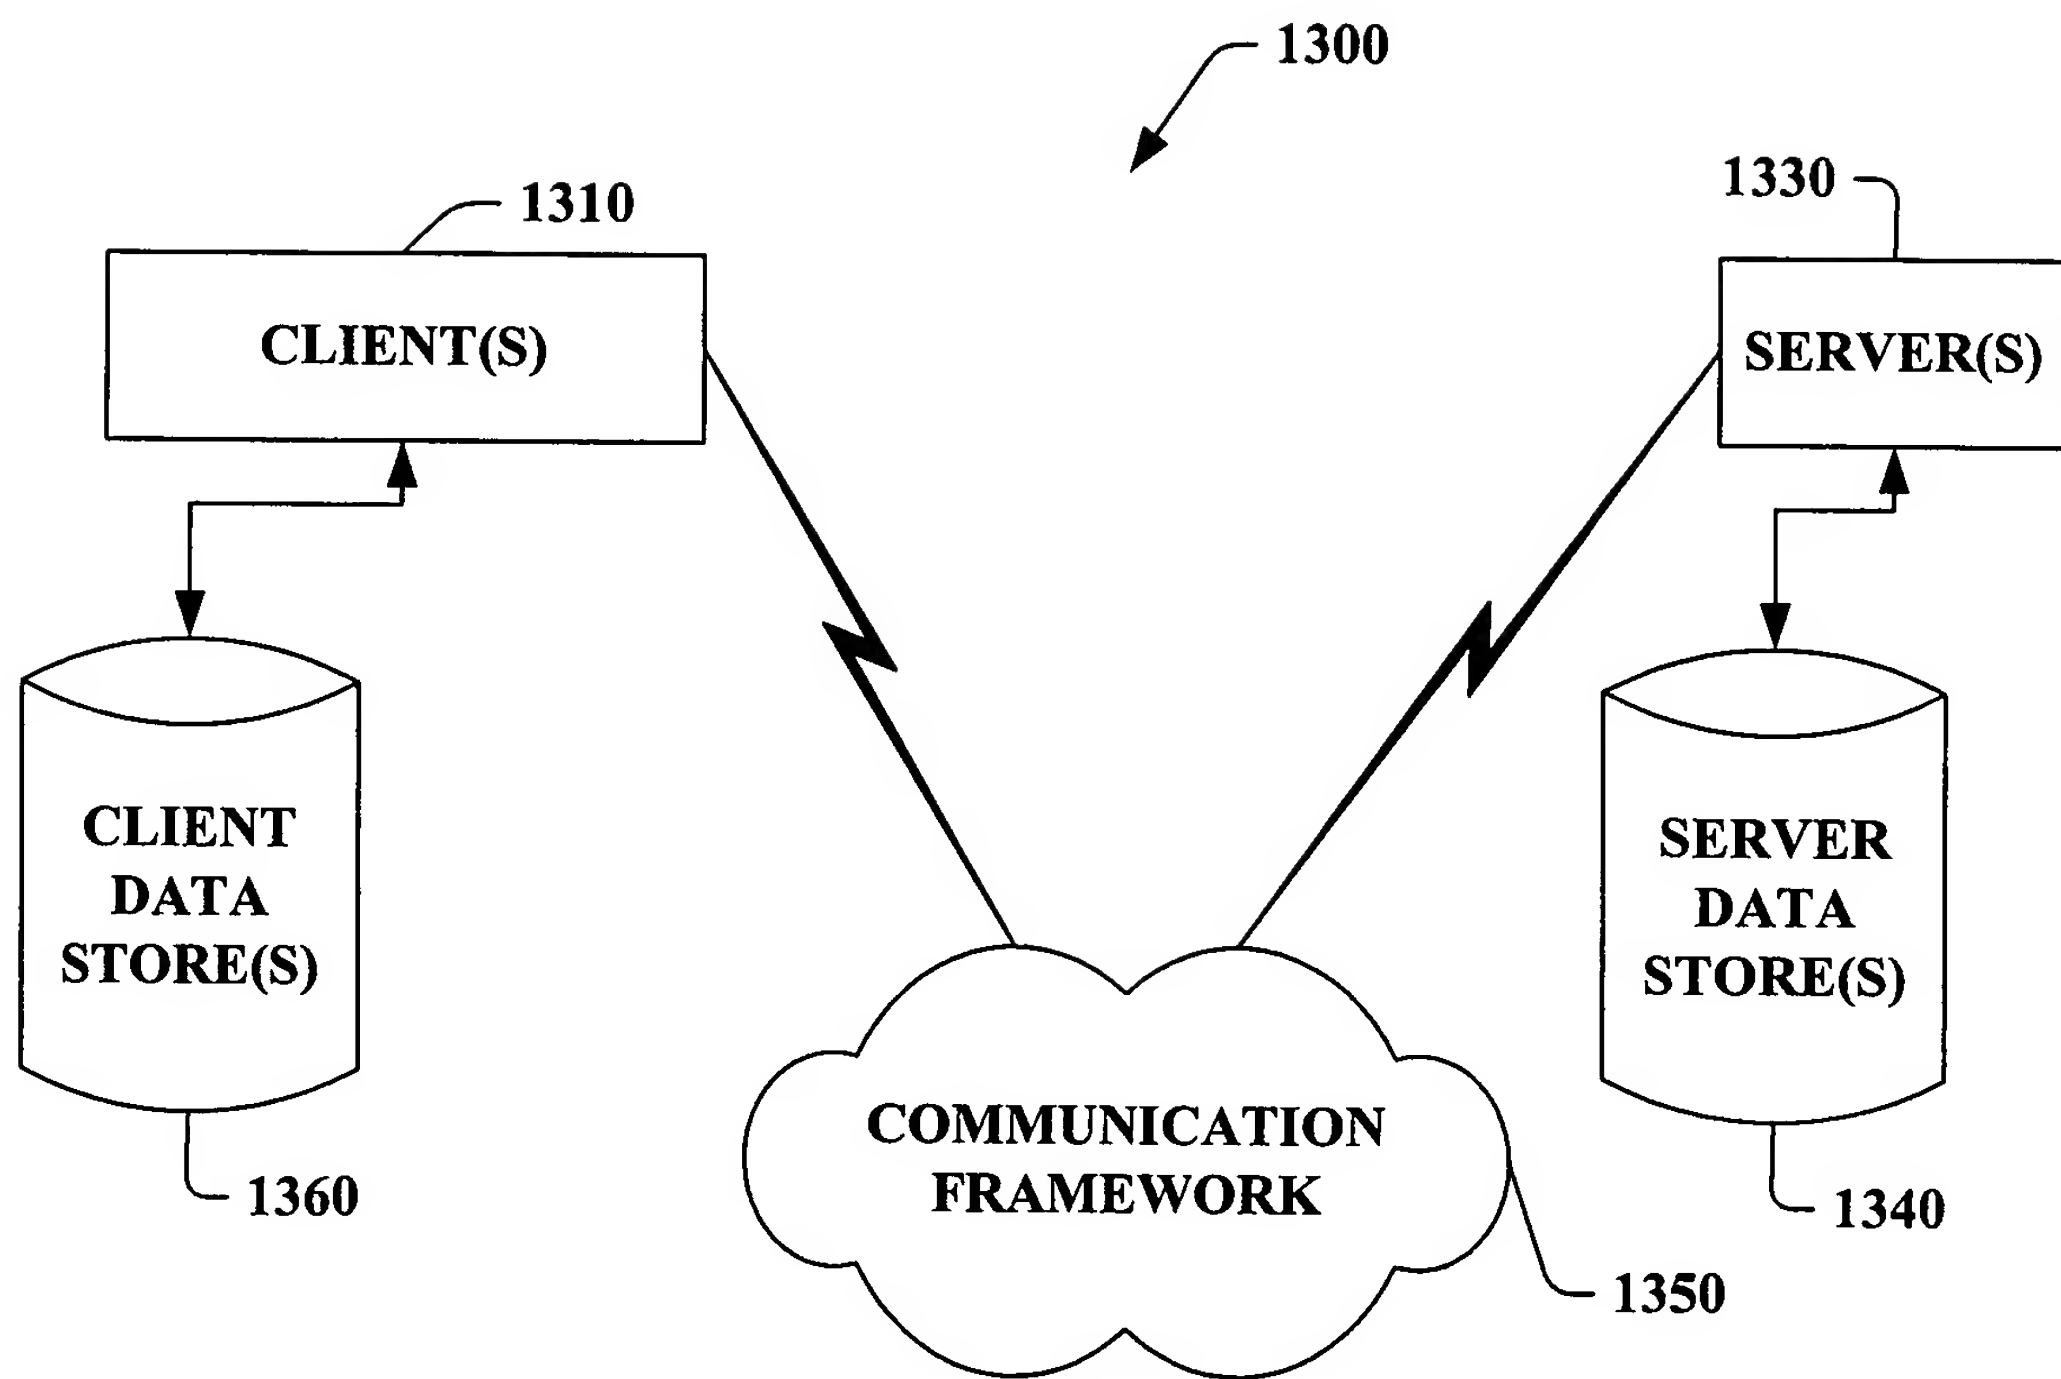 1300
1310
1330
CLIENT(S)
SERVER(S)
CLIENT
DATA
STORE(S)
SERVER
DATA
STORE(S)
COMMUNICATION
FRAMEWORK
1360
1340
1350